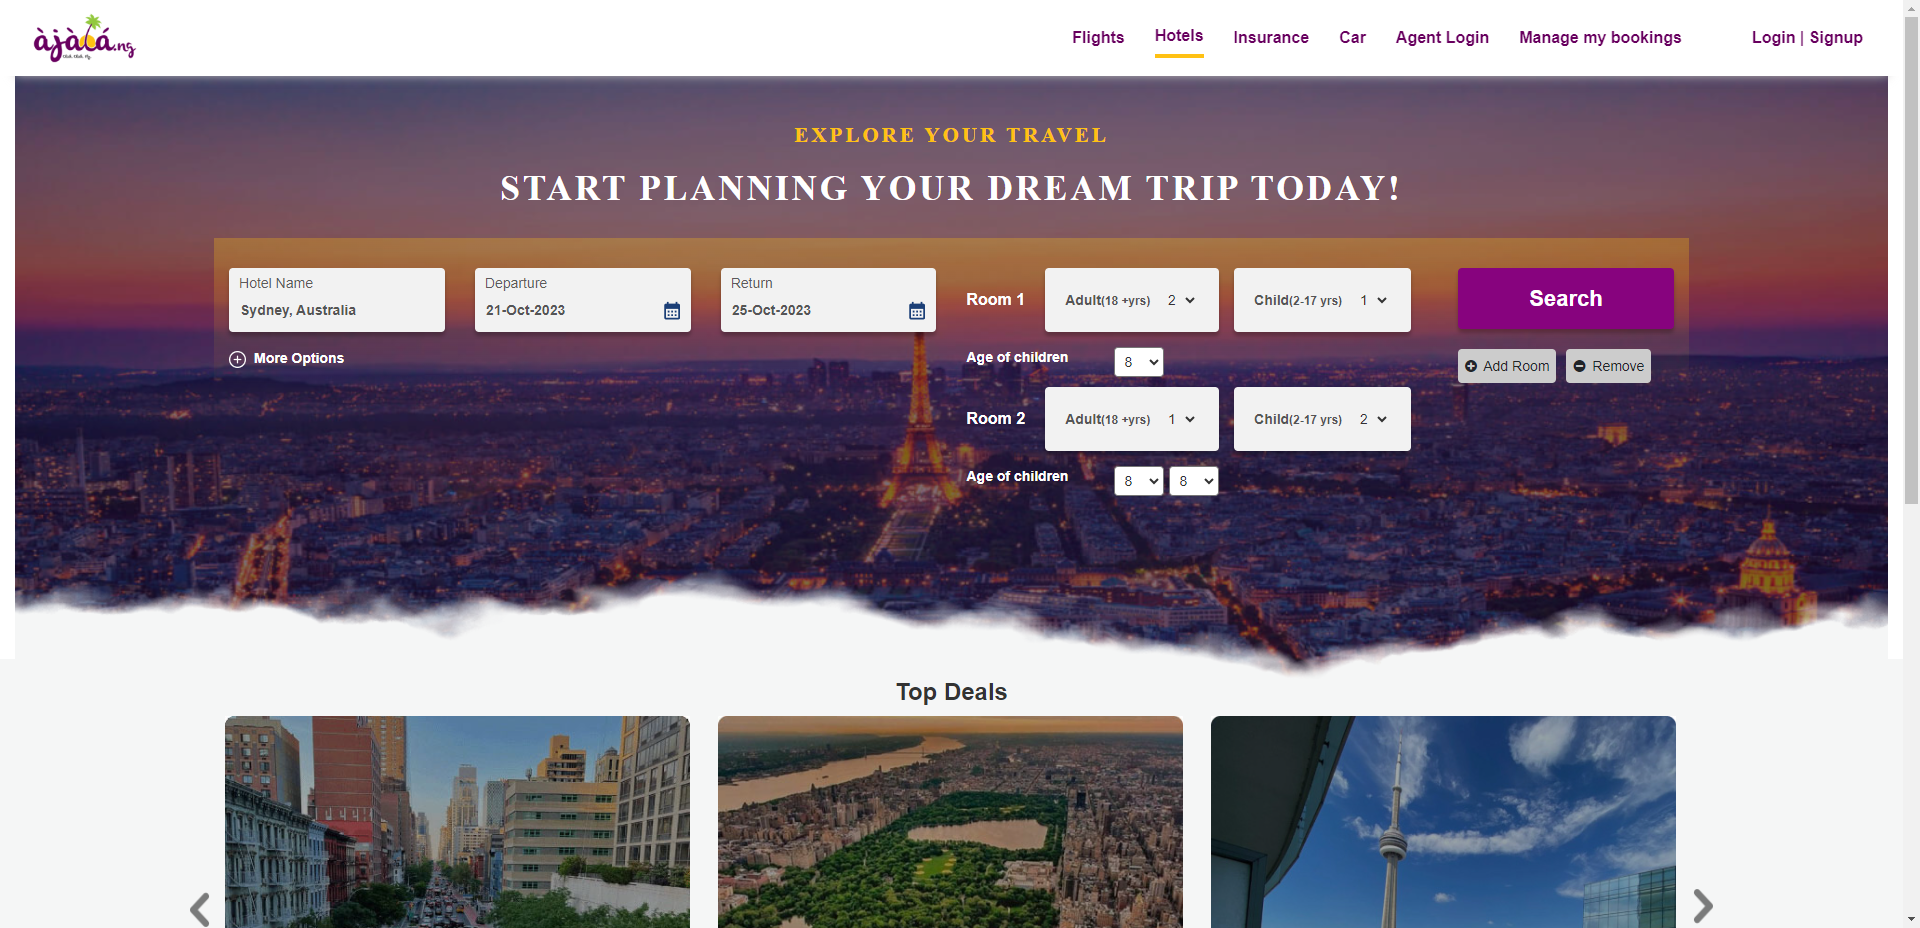 àjàlá.ng
Flights
Hotels
Insurance
Car
Agent Login
Manage my bookings
Login | Signup
EXPLORE YOUR TRAVEL
START PLANNING YOUR DREAM TRIP TODAY!
Hotel Name
Sydney, Australia
Departure
21-Oct-2023
Return
25-Oct-2023
Room 1
Adult(18 +yrs) 2
Child(2-17 yrs) 1
Search
More Options
Age of children
8
Add Room
Remove
Room 2
Adult(18 +yrs) 1
Child(2-17 yrs) 2
Age of children
8
8
Top Deals